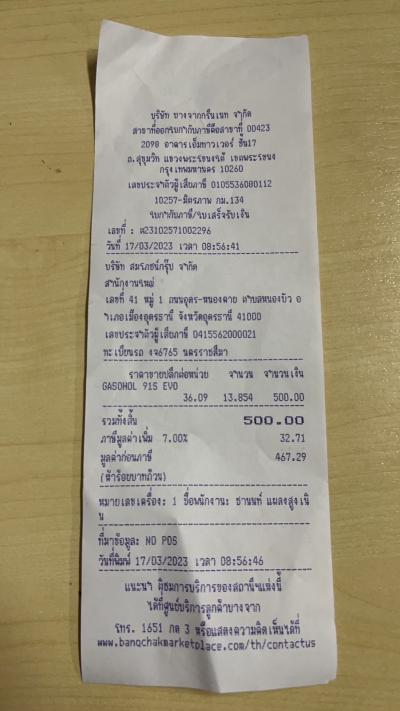 บริษัท บางจากกรีนเนท จำกัด
สาขาที่ออกใบกำกับภาษีคือสาขาที่ 00423
2098 อาคารเอ็มทาวเวอร์ ชั้น17
ถ.สุขุมวิท แขวงพระโขนงใต้ เขตพระโขนง
กรุงเทพมหานคร 10260
เลขประจำตัวผู้เสียภาษี 0105536080112
10257-มิตรภาพ กม.134
ใบกำกับภาษี/ใบเสร็จรับเงิน
เลขที่ : #23102571002296
วันที่ 17/03/2023 เวลา 08:56:41
บริษัท สมโภชน์กรุ๊ป จำกัด
สำนักงานใหญ่
เลขที่ 41 หมู่ 1 ถนนอุดร-หนองคาย ตำบลหนองบัว อ
ำเภอเมืองอุดรธานี จังหวัดอุดรธานี 41000
เลขประจำตัวผู้เสียภาษี 0415562000021
ทะเบียนรถ งจ6765 นครราชสีมา
ราคาขายปลีกต่อหน่วย จำนวน จำนวนเงิน
GASOHOL 91S EVO
36.09 13.854 500.00
รวมทั้งสิ้น 500.00
ภาษีมูลค่าเพิ่ม 7.00% 32.71
มูลค่าก่อนภาษี 467.29
(ห้าร้อยบาทถ้วน)
หมายเลขเครื่อง: 1 ชื่อพนักงาน: ชานนท์ แผลงสูงเนิ
น
ที่มาข้อมูล: NO POS
วันที่พิมพ์ 17/03/2023 เวลา 08:56:46
แนะนำ ติชมการบริการของสถานีฯแห่งนี้
ได้ที่ศูนย์บริการลูกค้าบางจาก
โทร. 1651 กด 3 หรือแสดงความคิดเห็นได้ที่
www.bangchakmarketplace.com/th/contactus